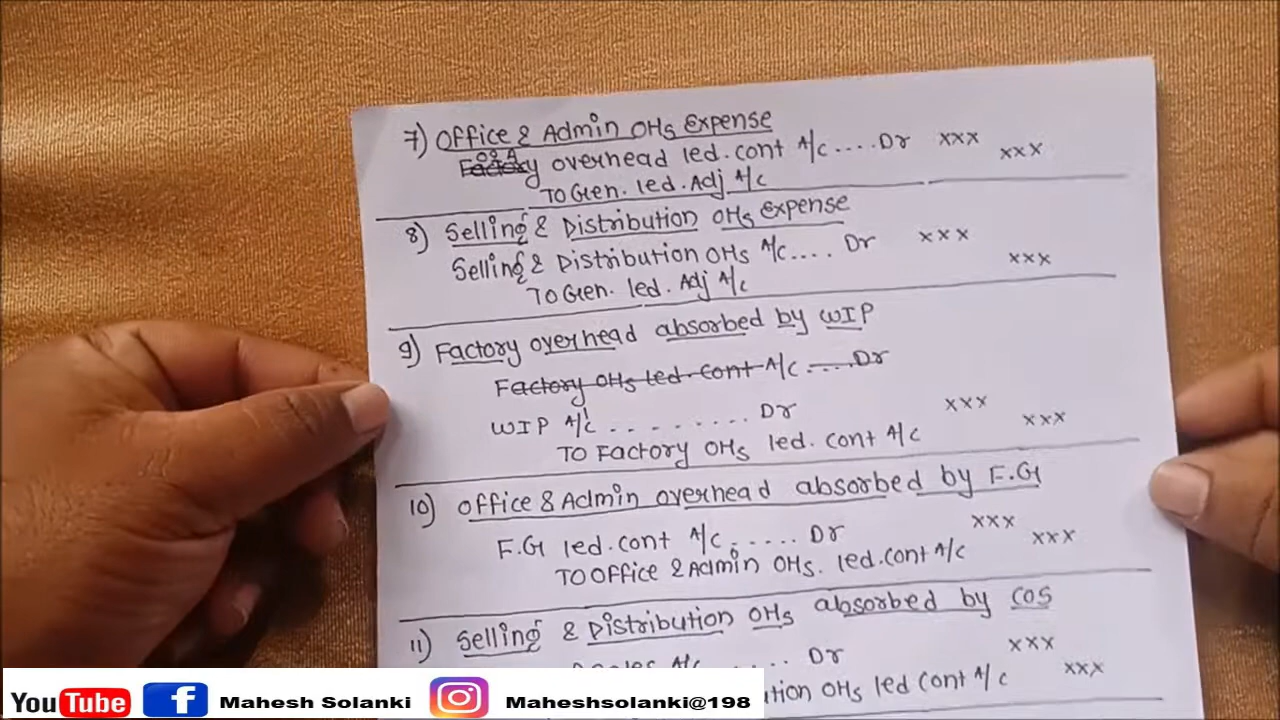 7) Office & Admin OHs Expense
O & A
Factory overhead led.cont A/c ....Dr xxx
To Gen. led. Adj A/c xxx
8) Selling & Distribution OHs Expense
Selling & Distribution OHs A/c.... Dr xxx
To Gen. led. Adj A/c xxx
9) Factory overhead absorbed by WIP
Factory OHs led. Cont A/c ....Dr
WIP A/c ......... Dr xxx
To Factory OHs led. cont A/c xxx
10) Office & Admin overhead absorbed by F.G
F.G led.cont A/c ...... Dr xxx
To Office & Admin OHs. led.cont A/c xxx
11) Selling & Distribution OHs absorbed by COS
A/c ..... Dr xxx
OHs led Cont A/c xxx
YouTube Mahesh Solanki Maheshsolanki@198